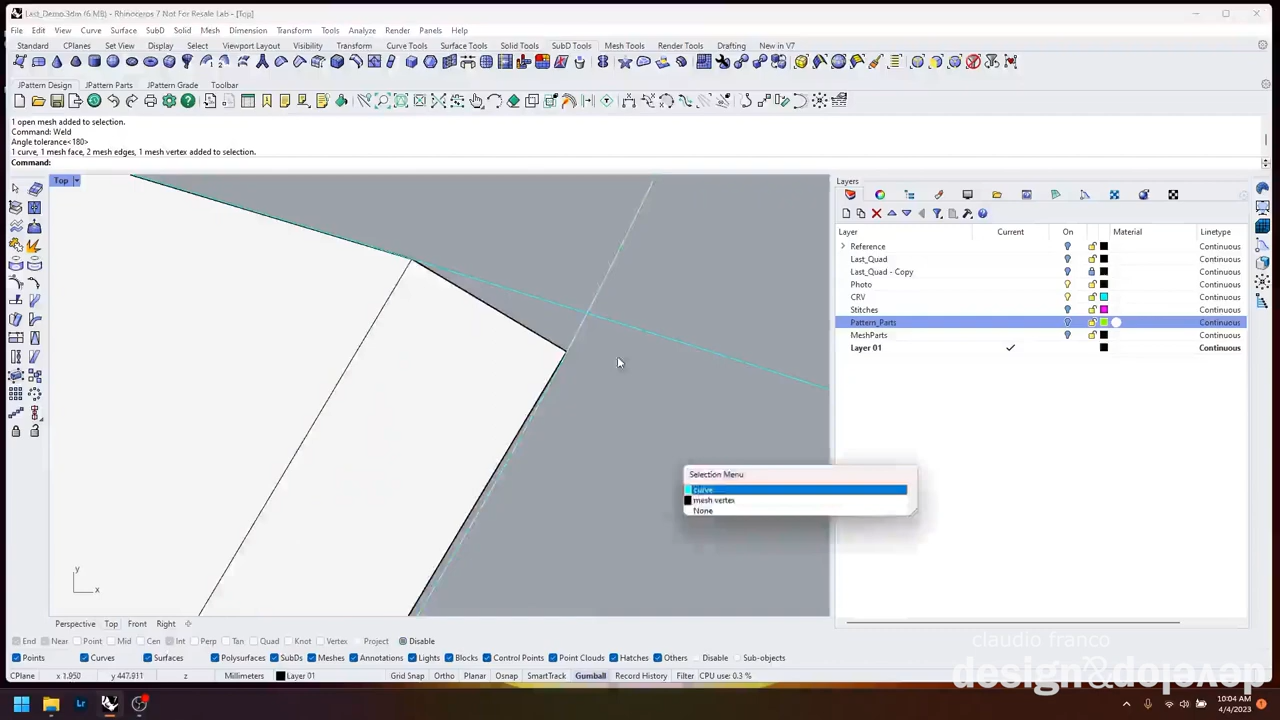 Last_Demo.3dm (6 MB) - Rhinoceros 7 Not For Resale Lab - [Top]
File Edit View Curve Surface SubD Solid Mesh Dimension Transform Tools Analyze Render Panels Help
Standard CPlanes Set View Display Select Viewport Layout Visibility Transform Curve Tools Surface Tools Solid Tools SubD Tools Mesh Tools Render Tools Drafting New in V7
JPattern Design JPattern Parts JPattern Grade Toolbar
1 open mesh added to selection.
Command: Weld
Angle tolerance<180>
1 curve, 1 mesh face, 2 mesh edges, 1 mesh vertex added to selection.
Command:
Top
Layers
Layer Current On Material Linetype
Reference Continuous
Last_Quad Continuous
Last_Quad - Copy Continuous
Photo Continuous
CRV Continuous
Stitches Continuous
Pattern_Parts Continuous
MeshParts Continuous
Layer 01 Continuous
Selection Menu
curve
mesh vertex
None
y
x
Perspective Top Front Right
End Near Point Mid Cen Int Perp Tan Quad Knot Vertex Project Disable
Points Curves Surfaces Polysurfaces SubDs Meshes Annotations Lights Blocks Control Points Point Clouds Hatches Others Disable Sub-objects
CPlane x 1.950 y 447.911 z Millimeters Layer 01 Grid Snap Ortho Planar Osnap SmartTrack Gumball Record History Filter CPU use: 0.3 %
claudio franco
design&develop
10:04 AM
4/4/2023